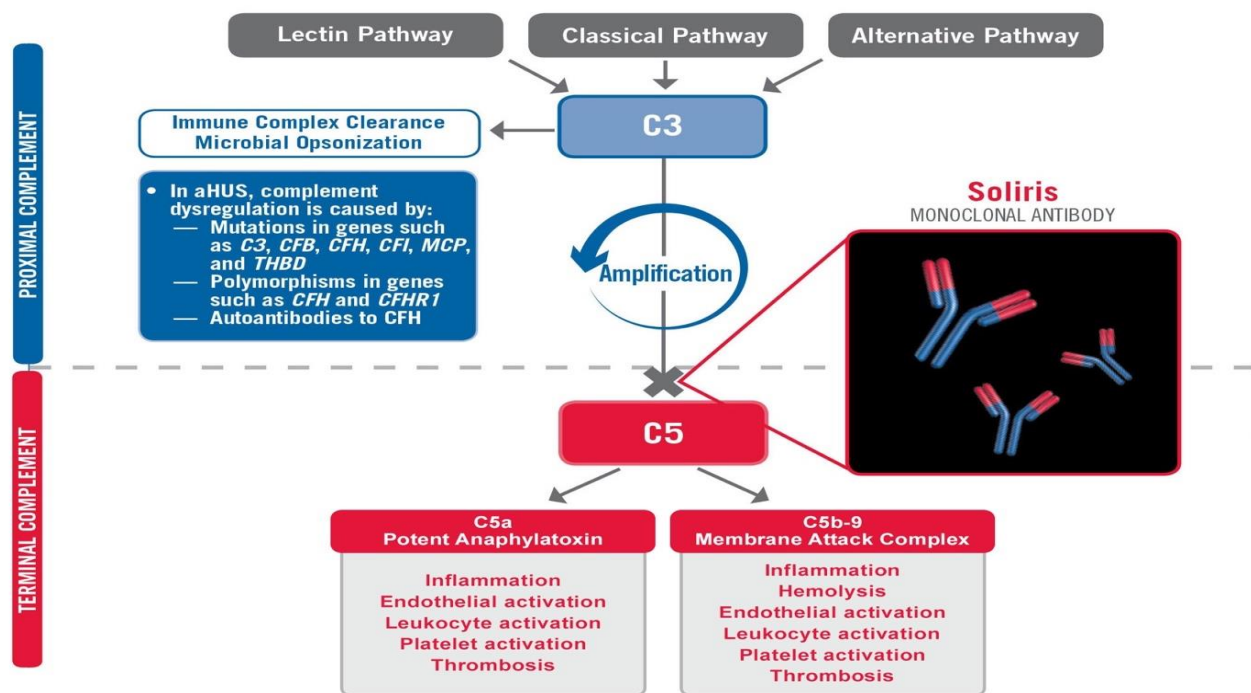 Lectin Pathway
Classical Pathway
Alternative Pathway
PROXIMAL COMPLEMENT
C3
Immune Complex Clearance
Microbial Opsonization
• In aHUS, complement
dysregulation is caused by:
— Mutations in genes such
as C3, CFB, CFH, CFI, MCP,
and THBD
— Polymorphisms in genes
such as CFH and CFHR1
— Autoantibodies to CFH
Amplification
Soliris
MONOCLONAL ANTIBODY
TERMINAL COMPLEMENT
C5
C5a
Potent Anaphylatoxin
Inflammation
Endothelial activation
Leukocyte activation
Platelet activation
Thrombosis
C5b-9
Membrane Attack Complex
Inflammation
Hemolysis
Endothelial activation
Leukocyte activation
Platelet activation
Thrombosis